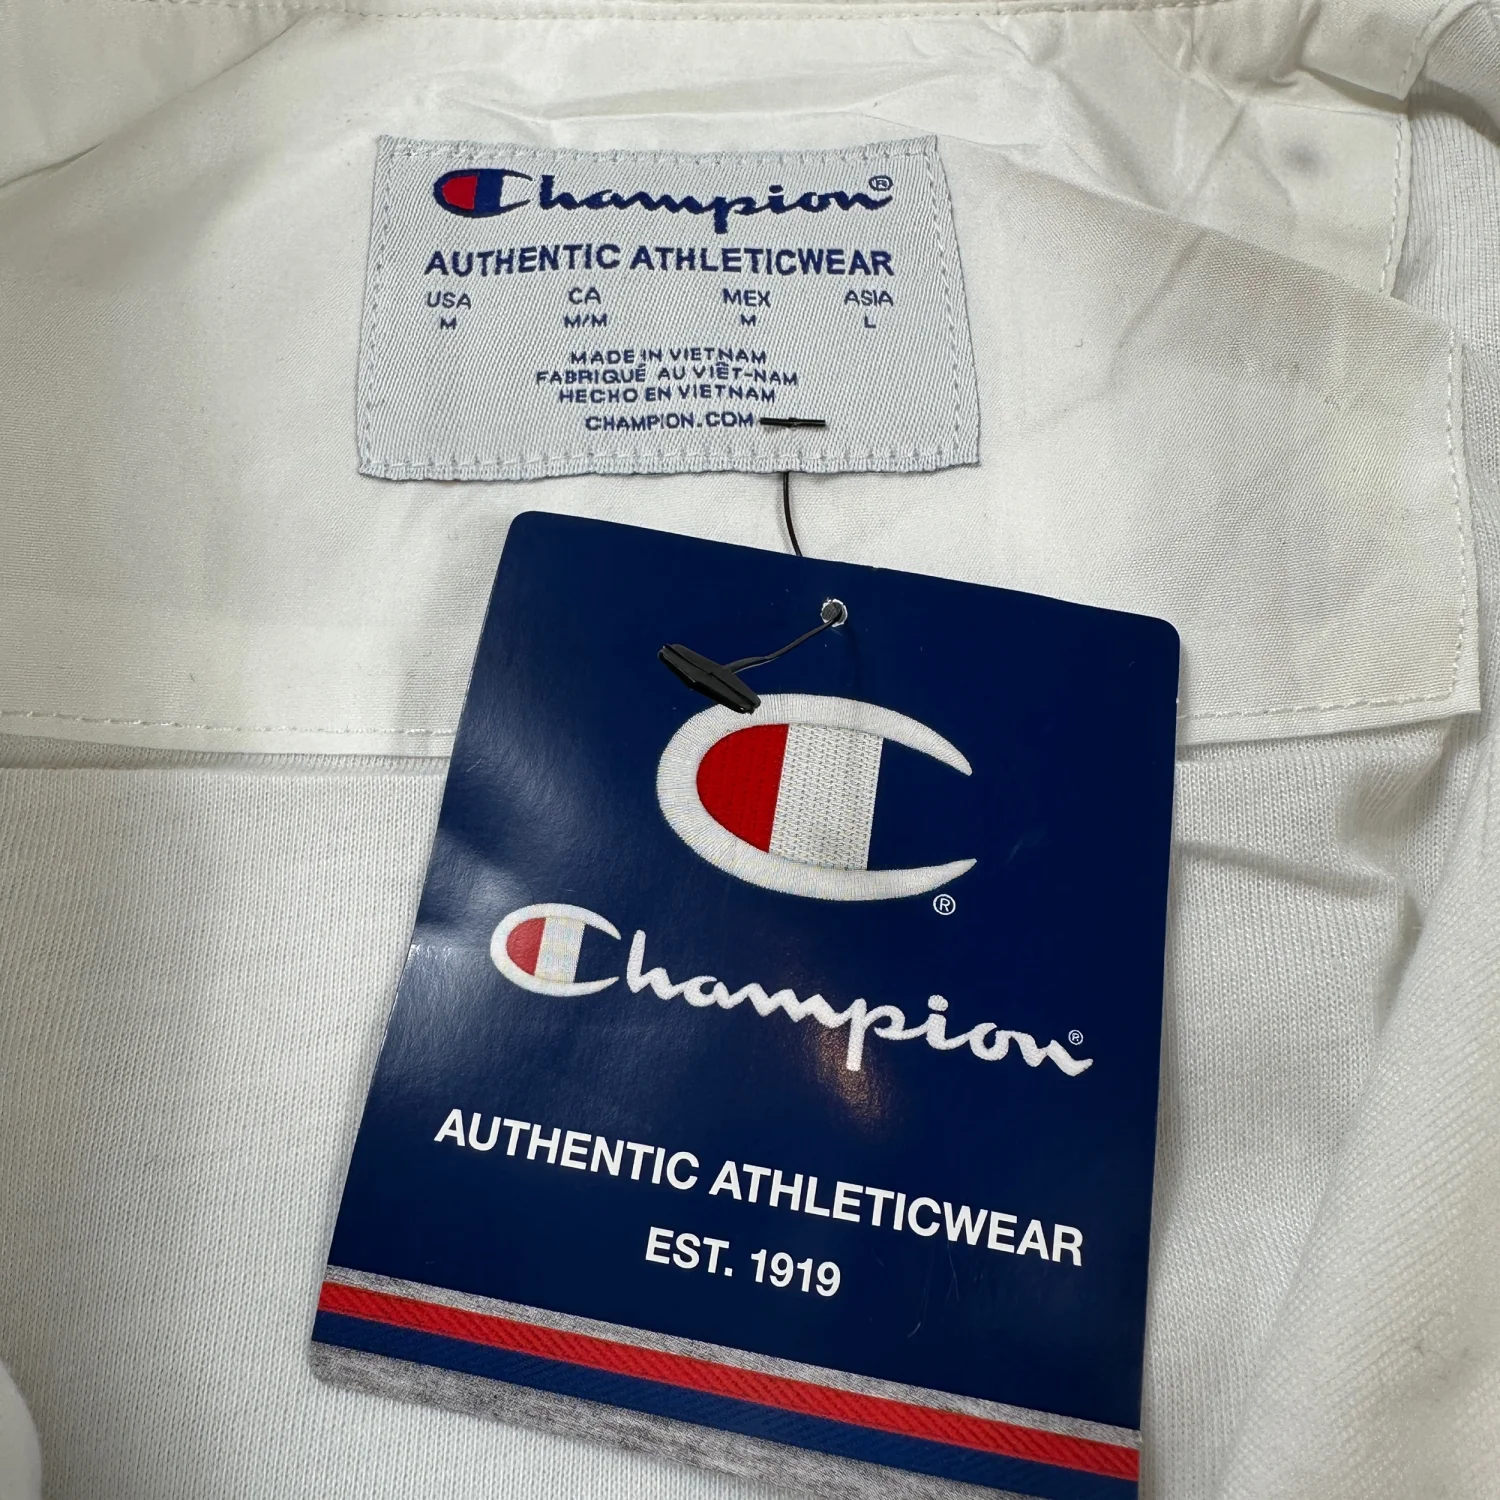 Champion®
AUTHENTIC ATHLETICWEAR
USA CA MEX ASIA
M M/M M L
MADE IN VIETNAM
FABRIQUÉ AU VIÊT-NAM
HECHO EN VIETNAM
CHAMPION.COM
®
Champion®
AUTHENTIC ATHLETICWEAR
EST. 1919